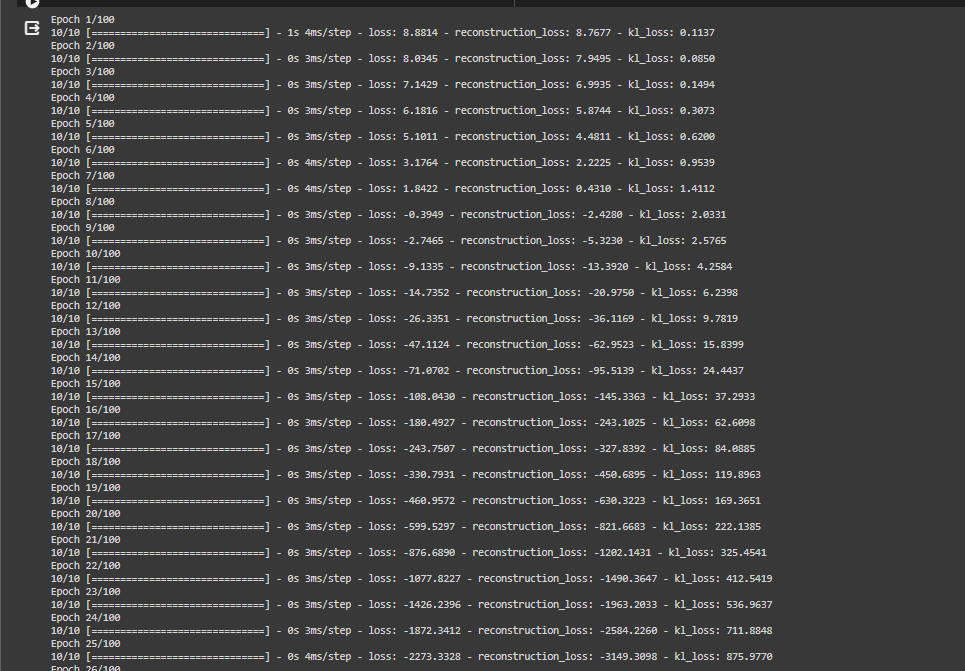 Epoch 1/100
10/10 [==============================] - 1s 4ms/step - loss: 8.8814 - reconstruction_loss: 8.7677 - kl_loss: 0.1137
Epoch 2/100
10/10 [==============================] - 0s 3ms/step - loss: 8.0345 - reconstruction_loss: 7.9495 - kl_loss: 0.0850
Epoch 3/100
10/10 [==============================] - 0s 3ms/step - loss: 7.1429 - reconstruction_loss: 6.9935 - kl_loss: 0.1494
Epoch 4/100
10/10 [==============================] - 0s 3ms/step - loss: 6.1816 - reconstruction_loss: 5.8744 - kl_loss: 0.3073
Epoch 5/100
10/10 [==============================] - 0s 3ms/step - loss: 5.1011 - reconstruction_loss: 4.4811 - kl_loss: 0.6200
Epoch 6/100
10/10 [==============================] - 0s 4ms/step - loss: 3.1764 - reconstruction_loss: 2.2225 - kl_loss: 0.9539
Epoch 7/100
10/10 [==============================] - 0s 4ms/step - loss: 1.8422 - reconstruction_loss: 0.4310 - kl_loss: 1.4112
Epoch 8/100
10/10 [==============================] - 0s 3ms/step - loss: -0.3949 - reconstruction_loss: -2.4280 - kl_loss: 2.0331
Epoch 9/100
10/10 [==============================] - 0s 3ms/step - loss: -2.7465 - reconstruction_loss: -5.3230 - kl_loss: 2.5765
Epoch 10/100
10/10 [==============================] - 0s 3ms/step - loss: -9.1335 - reconstruction_loss: -13.3920 - kl_loss: 4.2584
Epoch 11/100
10/10 [==============================] - 0s 3ms/step - loss: -14.7352 - reconstruction_loss: -20.9750 - kl_loss: 6.2398
Epoch 12/100
10/10 [==============================] - 0s 3ms/step - loss: -26.3351 - reconstruction_loss: -36.1169 - kl_loss: 9.7819
Epoch 13/100
10/10 [==============================] - 0s 3ms/step - loss: -47.1124 - reconstruction_loss: -62.9523 - kl_loss: 15.8399
Epoch 14/100
10/10 [==============================] - 0s 3ms/step - loss: -71.0702 - reconstruction_loss: -95.5139 - kl_loss: 24.4437
Epoch 15/100
10/10 [==============================] - 0s 3ms/step - loss: -108.0430 - reconstruction_loss: -145.3363 - kl_loss: 37.2933
Epoch 16/100
10/10 [==============================] - 0s 3ms/step - loss: -180.4927 - reconstruction_loss: -243.1025 - kl_loss: 62.6098
Epoch 17/100
10/10 [==============================] - 0s 3ms/step - loss: -243.7507 - reconstruction_loss: -327.8392 - kl_loss: 84.0885
Epoch 18/100
10/10 [==============================] - 0s 3ms/step - loss: -330.7931 - reconstruction_loss: -450.6895 - kl_loss: 119.8963
Epoch 19/100
10/10 [==============================] - 0s 3ms/step - loss: -460.9572 - reconstruction_loss: -630.3223 - kl_loss: 169.3651
Epoch 20/100
10/10 [==============================] - 0s 3ms/step - loss: -599.5297 - reconstruction_loss: -821.6683 - kl_loss: 222.1385
Epoch 21/100
10/10 [==============================] - 0s 3ms/step - loss: -876.6890 - reconstruction_loss: -1202.1431 - kl_loss: 325.4541
Epoch 22/100
10/10 [==============================] - 0s 3ms/step - loss: -1077.8227 - reconstruction_loss: -1490.3647 - kl_loss: 412.5419
Epoch 23/100
10/10 [==============================] - 0s 3ms/step - loss: -1426.2396 - reconstruction_loss: -1963.2033 - kl_loss: 536.9637
Epoch 24/100
10/10 [==============================] - 0s 3ms/step - loss: -1872.3412 - reconstruction_loss: -2584.2260 - kl_loss: 711.8848
Epoch 25/100
10/10 [==============================] - 0s 4ms/step - loss: -2273.3328 - reconstruction_loss: -3149.3098 - kl_loss: 875.9770
Epoch 26/100